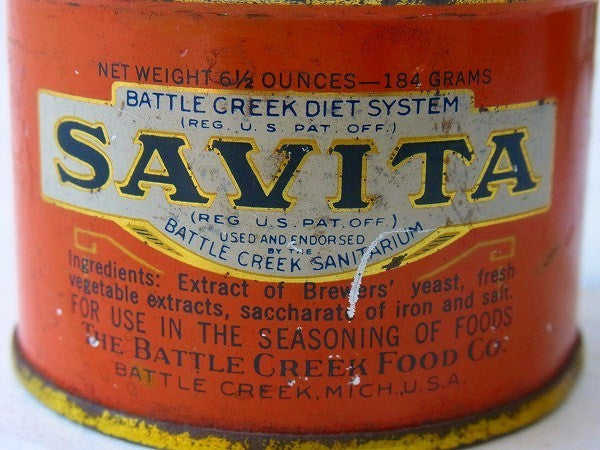 NET WEIGHT 6½ OUNCES—184 GRAMS
BATTLE CREEK DIET SYSTEM
(REG. U.S. PAT. OFF.)
SAVITA
(REG. U.S. PAT. OFF.)
USED AND ENDORSED
BY THE
BATTLE CREEK SANITARIUM
Ingredients: Extract of Brewers' yeast, fresh
vegetable extracts, saccharate of iron and salt.
FOR USE IN THE SEASONING OF FOODS
THE BATTLE CREEK FOOD CO.
BATTLE CREEK, MICH., U.S.A.